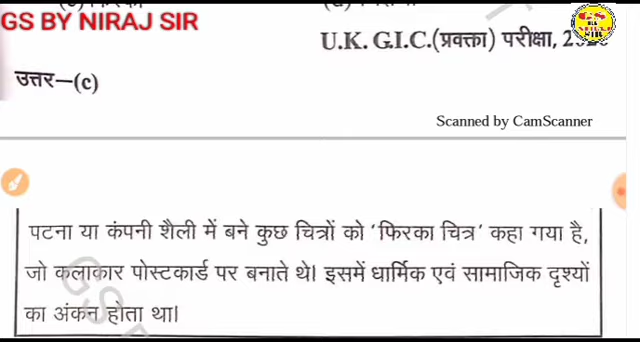 GS BY NIRAJ SIR
U.K. G.I.C.(प्रवक्ता) परीक्षा,
उत्तर–(c)
Scanned by CamScanner
पटना या कंपनी शैली में बने कुछ चित्रों को 'फिरका चित्र' कहा गया है,
जो कलाकार पोस्टकार्ड पर बनाते थे। इसमें धार्मिक एवं सामाजिक दृश्यों
का अंकन होता था।